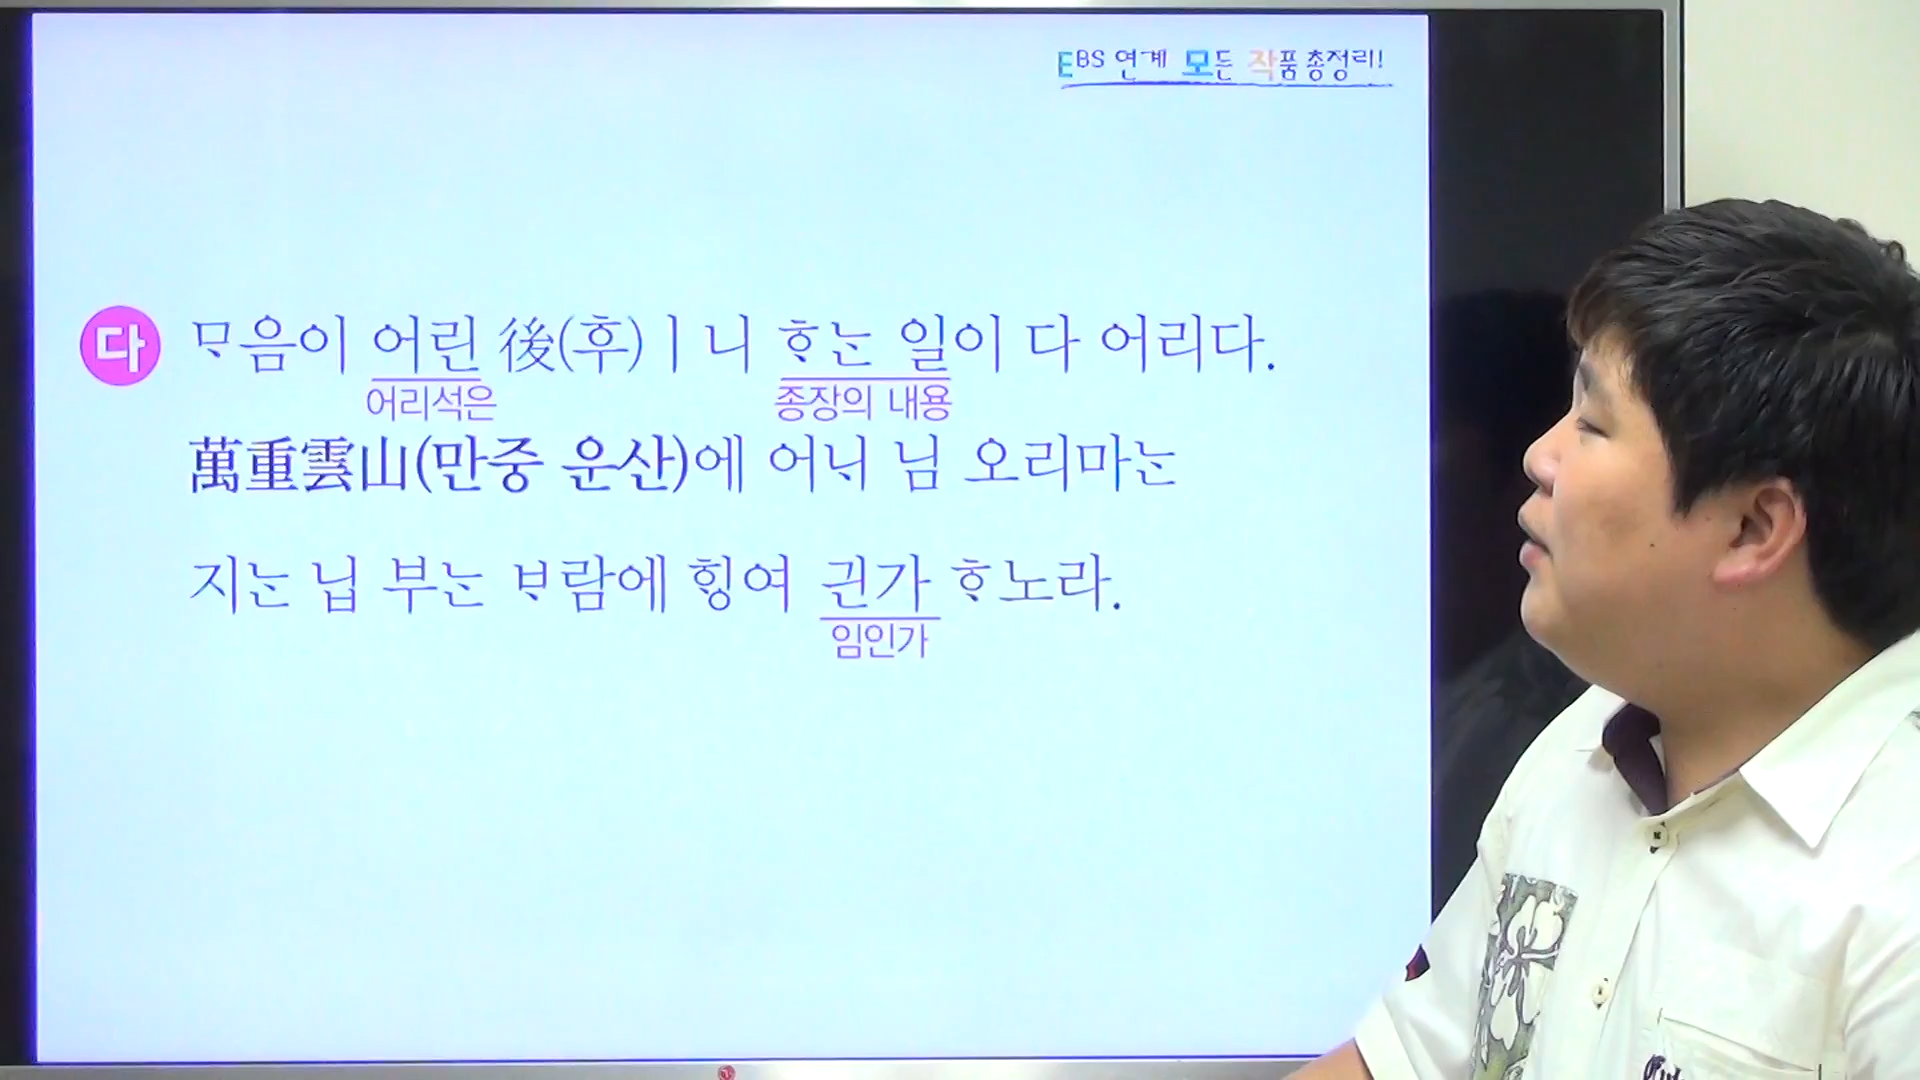 EBS 연계 모든 작품 총정리!
다 ᄆᆞ음이 어린 後(후)ㅣ니 ᄒᆞᄂᆞᆫ 일이 다 어리다.
어리석은 종장의 내용
萬重雲山(만중 운산)에 어ᄂᆡ 님 오리마ᄂᆞᆫ
지ᄂᆞᆫ 닙 부ᄂᆞᆫ ᄇᆞ람에 ᄒᆡᆼ여 귄가 ᄒᆞ노라.
임인가